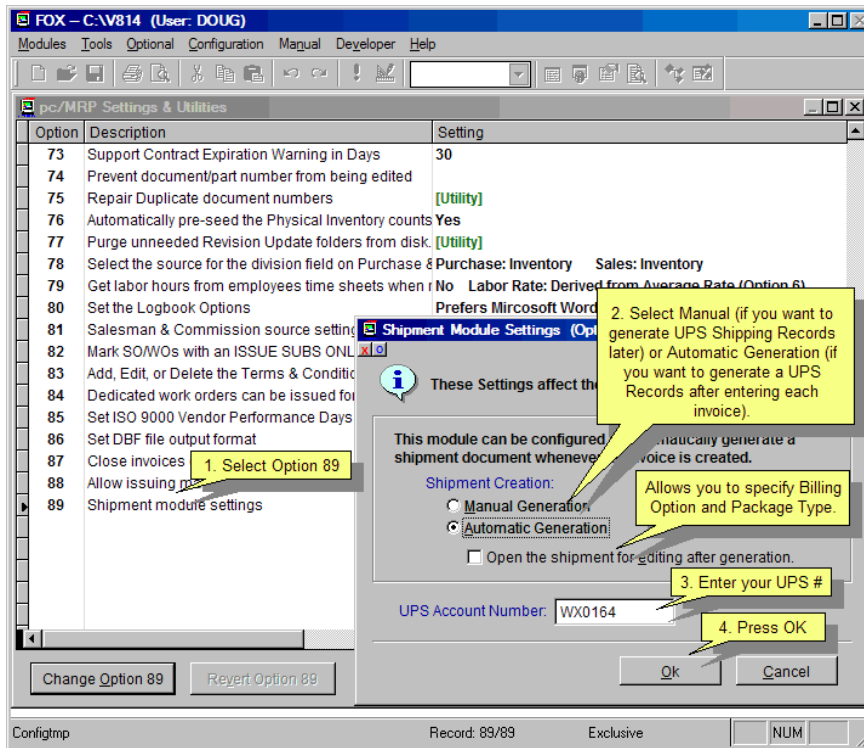 FOX – C:\V814 (User: DOUG)
Modules Tools Optional Configuration Manual Developer Help
pc/MRP Settings & Utilities
Option Description Setting
73 Support Contract Expiration Warning in Days 30
74 Prevent document/part number from being edited
75 Repair Duplicate document numbers [Utility]
76 Automatically pre-seed the Physical Inventory counts Yes
77 Purge unneeded Revision Update folders from disk. [Utility]
78 Select the source for the division field on Purchase & Purchase: Inventory Sales: Inventory
79 Get labor hours from employees time sheets when No Labor Rate: Derived from Average Rate (Option 6)
80 Set the Logbook Options Prefers Mircosoft Word
81 Salesman & Commission source setting
82 Mark SO/WOs with an ISSUE SUBS ONL
83 Add, Edit, or Delete the Terms & Conditio
84 Dedicated work orders can be issued for
85 Set ISO 9000 Vendor Performance Days
86 Set DBF file output format
87 Close invoices
88 Allow issuing
89 Shipment module settings
1. Select Option 89
Shipment Module Settings (Op
X O
These Settings affect the
2. Select Manual (if you want to
generate UPS Shipping Records
later) or Automatic Generation (if
you want to generate a UPS
Records after entering each
invoice).
This module can be configured matically generate a
shipment document whenever voice is created.
Shipment Creation:
Manual Generation
Automatic Generation
Open the shipment for editing after generation.
Allows you to specify Billing
Option and Package Type.
3. Enter your UPS #
UPS Account Number: WX0164
4. Press OK
Ok Cancel
Change Option 89 Revert Option 89
Configtmp Record: 89/89 Exclusive NUM